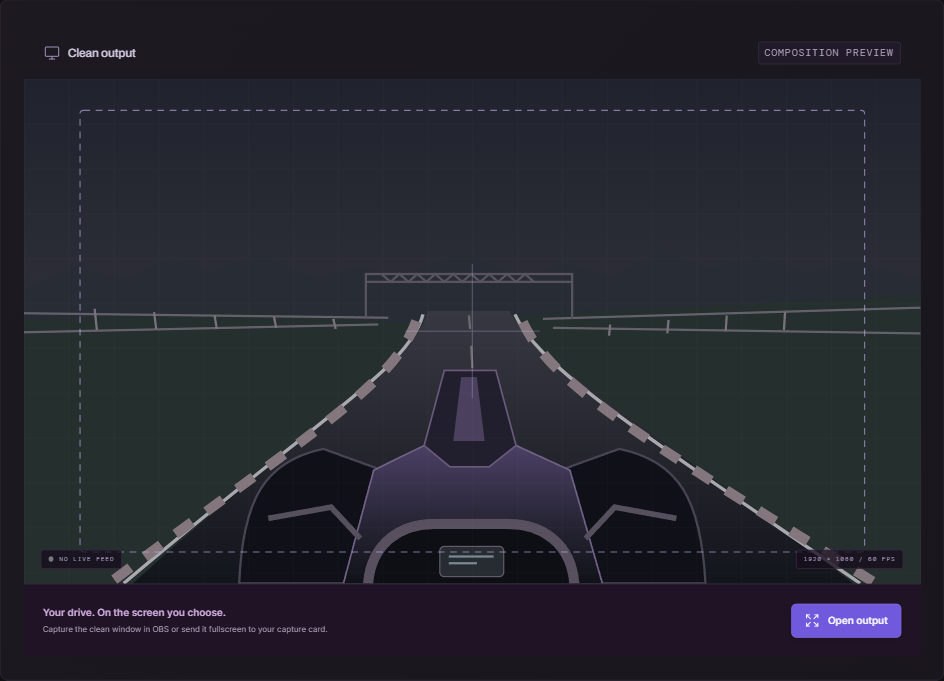 Clean output
COMPOSITION PREVIEW
NO LIVE FEED
1920 × 1080 / 60 FPS
Your drive. On the screen you choose.
Capture the clean window in OBS or send it fullscreen to your capture card.
Open output